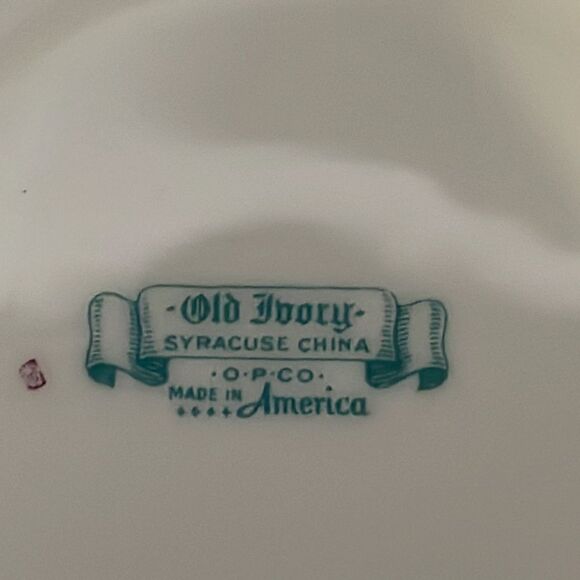 -Old Ivory-
SYRACUSE CHINA
·O·P·CO·
MADE IN America